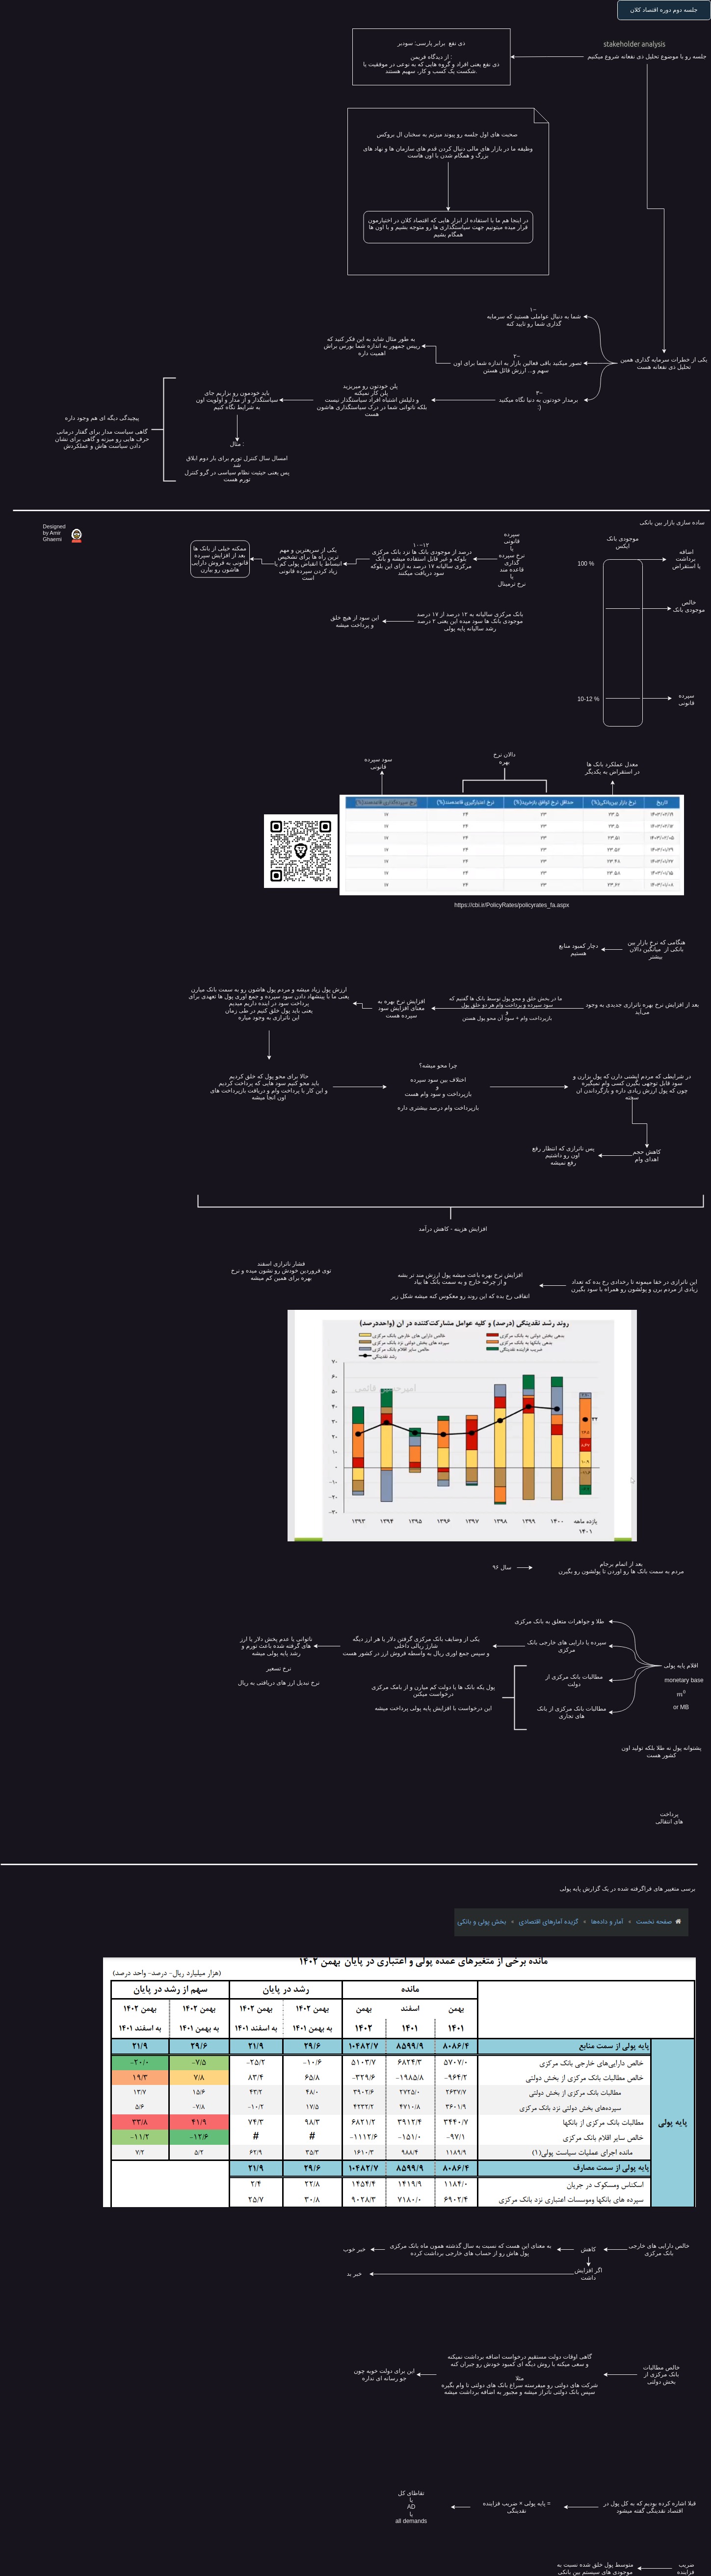 جلسه دوم دوره اقتصاد کلان
stakeholder analysis
جلسه رو با موضوع تحلیل ذی نفعانه شروع میکنیم
ذی نفع برابر پارسی: سودبر
از دیدگاه فریمن :
ذی نفع یعنی افراد و گروه هایی که به نوعی در موفقیت یا
شکست یک کسب و کار، سهیم هستند.
صحبت های اول جلسه رو پیوند میزنم به سخنان ال بروکس
وظیفه ما در بازار های مالی دنبال کردن قدم های سازمان ها و نهاد های
بزرگ و همگام شدن با اون هاست
در اینجا هم ما با استفاده از ابزار هایی که اقتصاد کلان در اختیارمون
قرار میده میتونیم جهت سیاستگذاری ها رو متوجه بشیم و با اون ها
همگام بشیم
یکی از خطرات سرمایه گذاری همین
تحلیل ذی نفعانه هست
۱–
شما به دنبال عواملی هستید که سرمایه
گذاری شما رو تایید کنه
۲–
تصور میکنید باقی فعالین بازار به اندازه شما برای اون
سهم و... ارزش قائل هستن
به طور مثال شاید به این فکر کنید که
رییس جمهور به اندازه شما بورس براش
اهمیت داره
۳–
برمدار خودتون به دنیا نگاه میکنید
:)
پلن خودتون رو میریزید
پلن کار نمیکنه
و دلیلش اشتباه افراد سیاستگذار نیست
بلکه ناتوانی شما در درک سیاستگذاری هاشون
هست
باید خودمون رو بزاریم جای
سیاستگذار و از مدار و اولویت اون
به شرایط نگاه کنیم
مثال :
امسال سال کنترل تورم برای بار دوم ابلاق
شد
پس یعنی حیثیت نظام سیاسی در گرو کنترل
تورم هست
پیچیدگی دیگه ای هم وجود داره
گاهی سیاست مدار برای گفتار درمانی
حرف هایی رو میزنه و گاهی برای نشان
دادن سیاست هاش و عملکردش
ساده سازی بازار بین بانکی
Designed
by Amir
Ghaemi
موجودی بانک
ایکس
100 %
10-12 %
اضافه
برداشت
یا استقراض
خالص
موجودی بانک
سپرده
قانونی
سپرده
قانونی
یا
نرخ سپرده
گذاری
قاعده مند
یا
نرخ ترمینال
۱۰–۱۲
درصد از موجودی بانک ها نزد بانک مرکزی
بلوکه و غیر قابل استفاده میشه و بانک
مرکزی سالیانه ۱۷ درصد به ازای این بلوکه
سود دریافت میکنند
یکی از سریعترین و مهم
ترین راه ها برای تشخیص
انبساط یا انقباض پولی کم یا
زیاد کردن سپرده قانونی
است
ممکنه خیلی از بانک ها
بعد از افزایش سپرده
قانونی به فروش دارایی
هاشون رو بیارن
بانک مرکزی سالیانه به ۱۲ درصد از ۱۷ درصد
موجودی بانک ها سود میده این یعنی ۲ درصد
رشد سالیانه پایه پولی
این سود از هیچ خلق
و پرداخت میشه
سود سپرده
قانونی
دالان نرخ
بهره
معدل عملکرد بانک ها
در استقراض به یکدیگر
تاریخ نرخ بازار بین‌بانکی(%) حداقل نرخ توافق بازخرید(%) نرخ اعتبارگیری قاعده‌مند(%) نرخ سپرده‌گذاری قاعده‌مند(%)
۱۴۰۳/۰۲/۱۹ ۲۳.۵ ۲۳ ۲۴ ۱۷
۱۴۰۳/۰۲/۱۲ ۲۳.۵ ۲۳ ۲۴ ۱۷
۱۴۰۳/۰۲/۰۵ ۲۳.۵۱ ۲۳ ۲۴ ۱۷
۱۴۰۳/۰۱/۲۹ ۲۳.۵۲ ۲۳ ۲۴ ۱۷
۱۴۰۳/۰۱/۲۲ ۲۳.۴۸ ۲۳ ۲۴ ۱۷
۱۴۰۳/۰۱/۱۵ ۲۳.۵۸ ۲۳ ۲۴ ۱۷
۱۴۰۳/۰۱/۰۸ ۲۳.۶۲ ۲۳ ۲۴ ۱۷
https://cbi.ir/PolicyRates/policyrates_fa.aspx
هنگامی که نرخ بازار بین
بانکی از میانگین دالان
بیشتر
دچار کمبود منابع
هستیم
بعد از افزایش نرخ بهره ناترازی جدیدی به وجود
می‌آید
ما در بخش خلق و محو پول توسط بانک ها گفتیم که
سود سپرده و پرداخت وام هر دو خلق پول
و
بازپرداخت وام + سود آن محو پول هستن
افزایش نرخ بهره به
معنای افزایش سود
سپرده هست
ارزش پول زیاد میشه و مردم پول هاشون رو به سمت بانک میارن
یعنی ما با پیشنهاد دادن سود سپرده و جمع آوری پول ها تعهدی برای
پرداخت سود در آینده داریم میدیم
یعنی باید پول خلق کنیم در طی زمان
این ناترازی به وجود میاره
حالا برای محو پول که خلق کردیم
باید محو کنیم سود هایی که پرداخت کردیم
و این کار با پرداخت وام و دریافت بازپرداخت های
اون انجا میشه
چرا محو میشه؟
اختلاف بین سود سپرده
و
بازپرداخت و سود وام هست
بازپرداخت وام درصد بیشتری داره
در شرایطی که مردم اینشتی دارن که پول بزارن و
سود قابل توجهی بگیرن کسی وام نمیگیره
چون که پول ارزش زیادی داره و بازگرداندن ان
سخته
کاهش حجم
اهدای وام
پس ناترازی که انتظار رفع
اون رو داشتیم
رفع نمیشه
افزایش هزینه - کاهش درآمد
فشار ناترازی اسفند
توی فروردین خودش رو نشون میده و نرخ
بهره برای همین کم میشه
افزایش نرخ بهره باعث میشه پول ارزش مند تر بشه
و از چرخه خارج و به سمت بانک ها بیاد
اتفاقی رخ بده که این روند رو معکوس کنه میشه شکل زیر
این ناترازی در خفا میمونه تا رخدادی رخ بده که تعداد
زیادی از مردم برن و پولشون رو همراه با سود بگیرن
روند رشد نقدینگی (درصد) و کلیه عوامل مشارکت‌کننده در آن (واحددرصد)
بدهی بخش دولتی به بانک مرکزی
خالص دارایی های خارجی بانک مرکزی
بدهی بانکها به بانک مرکزی
سپرده های بخش دولتی نزد بانک مرکزی
ضریب فزاینده نقدینگی
خالص سایر اقلام بانک مرکزی
رشد نقدینگی
امیرحسین قائمی
۷۰
۶۰
۵۰
۴۰
۳۰
۲۰
۱۰
۰
-۱۰
-۲۰
-۳۰
۱۳۹۳ ۱۳۹۴ ۱۳۹۵ ۱۳۹۶ ۱۳۹۷ ۱۳۹۸ ۱۳۹۹ ۱۴۰۰ یازده ماهه
۱۴۰۱
بعد از اتمام برجام
مردم به سمت بانک ها رو اوردن تا پولشون رو بگیرن
سال ۹۶
اقلام پایه پولی
monetary base
m⁰
or MB
طلا و جواهرات متعلق به بانک مرکزی
سپرده یا دارایی های خارجی بانک
مرکزی
مطالبات بانک مرکزی از
دولت
مطالبات بانک مرکزی از بانک
های تجاری
یکی از وضایف بانک مرکزی گرفتن دلار یا هر ارز دیگه
شارژ ریالی داخلی
و سپس جمع اوری ریال به واسطه فروش ارز در کشور هست
ناتوانی یا عدم پخش دلار یا ارز
های گرفته شده باعث تورم و
رشد پایه پولی میشه
نرخ تسعیر
نرخ تبدیل ارز های دریافتی به ریال
پول یکه بانک ها یا دولت کم میارن و از بامک مرکزی
درخواست میکنن
این درخواست با افزایش پایه پولی پرداخت میشه
پشتوانه پول نه طلا بلکه تولید اون
کشور هست
پرداخت
های انتقالی
برسی متغییر های فراگرفته شده در یک گزارش پایه پولی
صفحه نخست » آمار و داده‌ها » گزیده آمارهای اقتصادی » بخش پولی و بانکی
مانده برخی از متغیرهای عمده پولی و اعتباری در پایان بهمن ۱۴۰۲
(هزار میلیارد ریال- درصد- واحد درصد)
مانده رشد در پایان سهم از رشد در پایان
بهمن اسفند بهمن بهمن ۱۴۰۲ بهمن ۱۴۰۲ بهمن ۱۴۰۲ بهمن ۱۴۰۲
۱۴۰۱ ۱۴۰۱ ۱۴۰۲ به بهمن ۱۴۰۱ به اسفند ۱۴۰۱ به بهمن ۱۴۰۱ به اسفند ۱۴۰۱
پایه پولی
پایه پولی از سمت منابع ۸۰۸۶/۴ ۸۵۹۹/۹ ۱۰۴۸۲/۷ ۲۹/۶ ۲۱/۹ ۲۹/۶ ۲۱/۹
خالص دارایی‌های خارجی بانک مرکزی ۵۷۰۷/۰ ۶۸۲۴/۳ ۵۱۰۳/۷ -۱۰/۶ -۲۵/۲ -۷/۵ -۲۰/۰
خالص مطالبات بانک مرکزی از بخش دولتی -۹۶۴/۲ -۱۹۸۵/۸ -۳۲۹/۶ ۶۵/۸ ۸۳/۴ ۷/۸ ۱۹/۳
مطالبات بانک مرکزی از بخش دولتی ۲۶۳۷/۷ ۲۷۲۵/۰ ۳۹۰۲/۶ ۴۸/۰ ۴۳/۲ ۱۵/۶ ۱۳/۷
سپرده‌های بخش دولتی نزد بانک مرکزی ۳۶۰۱/۹ ۴۷۱۰/۸ ۴۲۳۲/۲ ۱۷/۵ -۱۰/۲ -۷/۸ ۵/۶
مطالبات بانک مرکزی از بانکها ۳۴۴۰/۷ ۳۹۱۲/۴ ۶۸۲۱/۲ ۹۸/۳ ۷۴/۳ ۴۱/۹ ۳۳/۸
خالص سایر اقلام بانک مرکزی -۹۷/۱ -۱۵۱/۰ -۱۱۱۲/۶ # # -۱۲/۶ -۱۱/۲
مانده اجرای عملیات سیاست پولی(۱) ۱۱۸۹/۹ ۹۸۸/۴ ۱۶۱۰/۳ ۳۵/۳ ۶۲/۹ ۵/۲ ۷/۲
پایه پولی از سمت مصارف ۸۰۸۶/۴ ۸۵۹۹/۹ ۱۰۴۸۲/۷ ۲۹/۶ ۲۱/۹
اسکناس ومسکوک در جریان ۱۱۸۴/۰ ۱۴۱۹/۹ ۱۴۵۴/۴ ۲۲/۸ ۲/۴
سپرده های بانکها وموسسات اعتباری نزد بانک مرکزی ۶۹۰۲/۴ ۷۱۸۰/۰ ۹۰۲۸/۳ ۳۰/۸ ۲۵/۷
خالص دارایی های خارجی
بانک مرکزی
کاهش
به معنای این هست که نسبت به سال گذشته همون ماه بانک مرکزی
پول هاش رو از حساب های خارجی برداشت کرده
خبر خوب
اگر افزایش
داشت
خبر بد
خالص مطالبات
بانک مرکزی از
بخش دولتی
گاهی اوقات دولت مستقیم درخواست اضافه برداشت نمیکنه
و سعی میکنه با روش دیگه ای کمبود خودش رو جبران کنه
مثلا
شرکت های دولتی رو میفرسته سراغ بانک های دولتی تا وام بگیره
سپس بانک دولتی ناتراز میشه و مجبور به اضافه برداشت میشه
این برای دولت خوبه چون
جو رسانه ای نداره
قبلا اشاره کرده بودیم که به کل پول در
اقتصاد نقدینگی گفته میشود
= پایه پولی × ضریب فزاینده
نقدینگی
تقاظای کل
یا
AD
یا
all demands
ضریب
فزاینده
متوسط پول خلق شده نسبت به
موجودی های سیستم بین بانکی